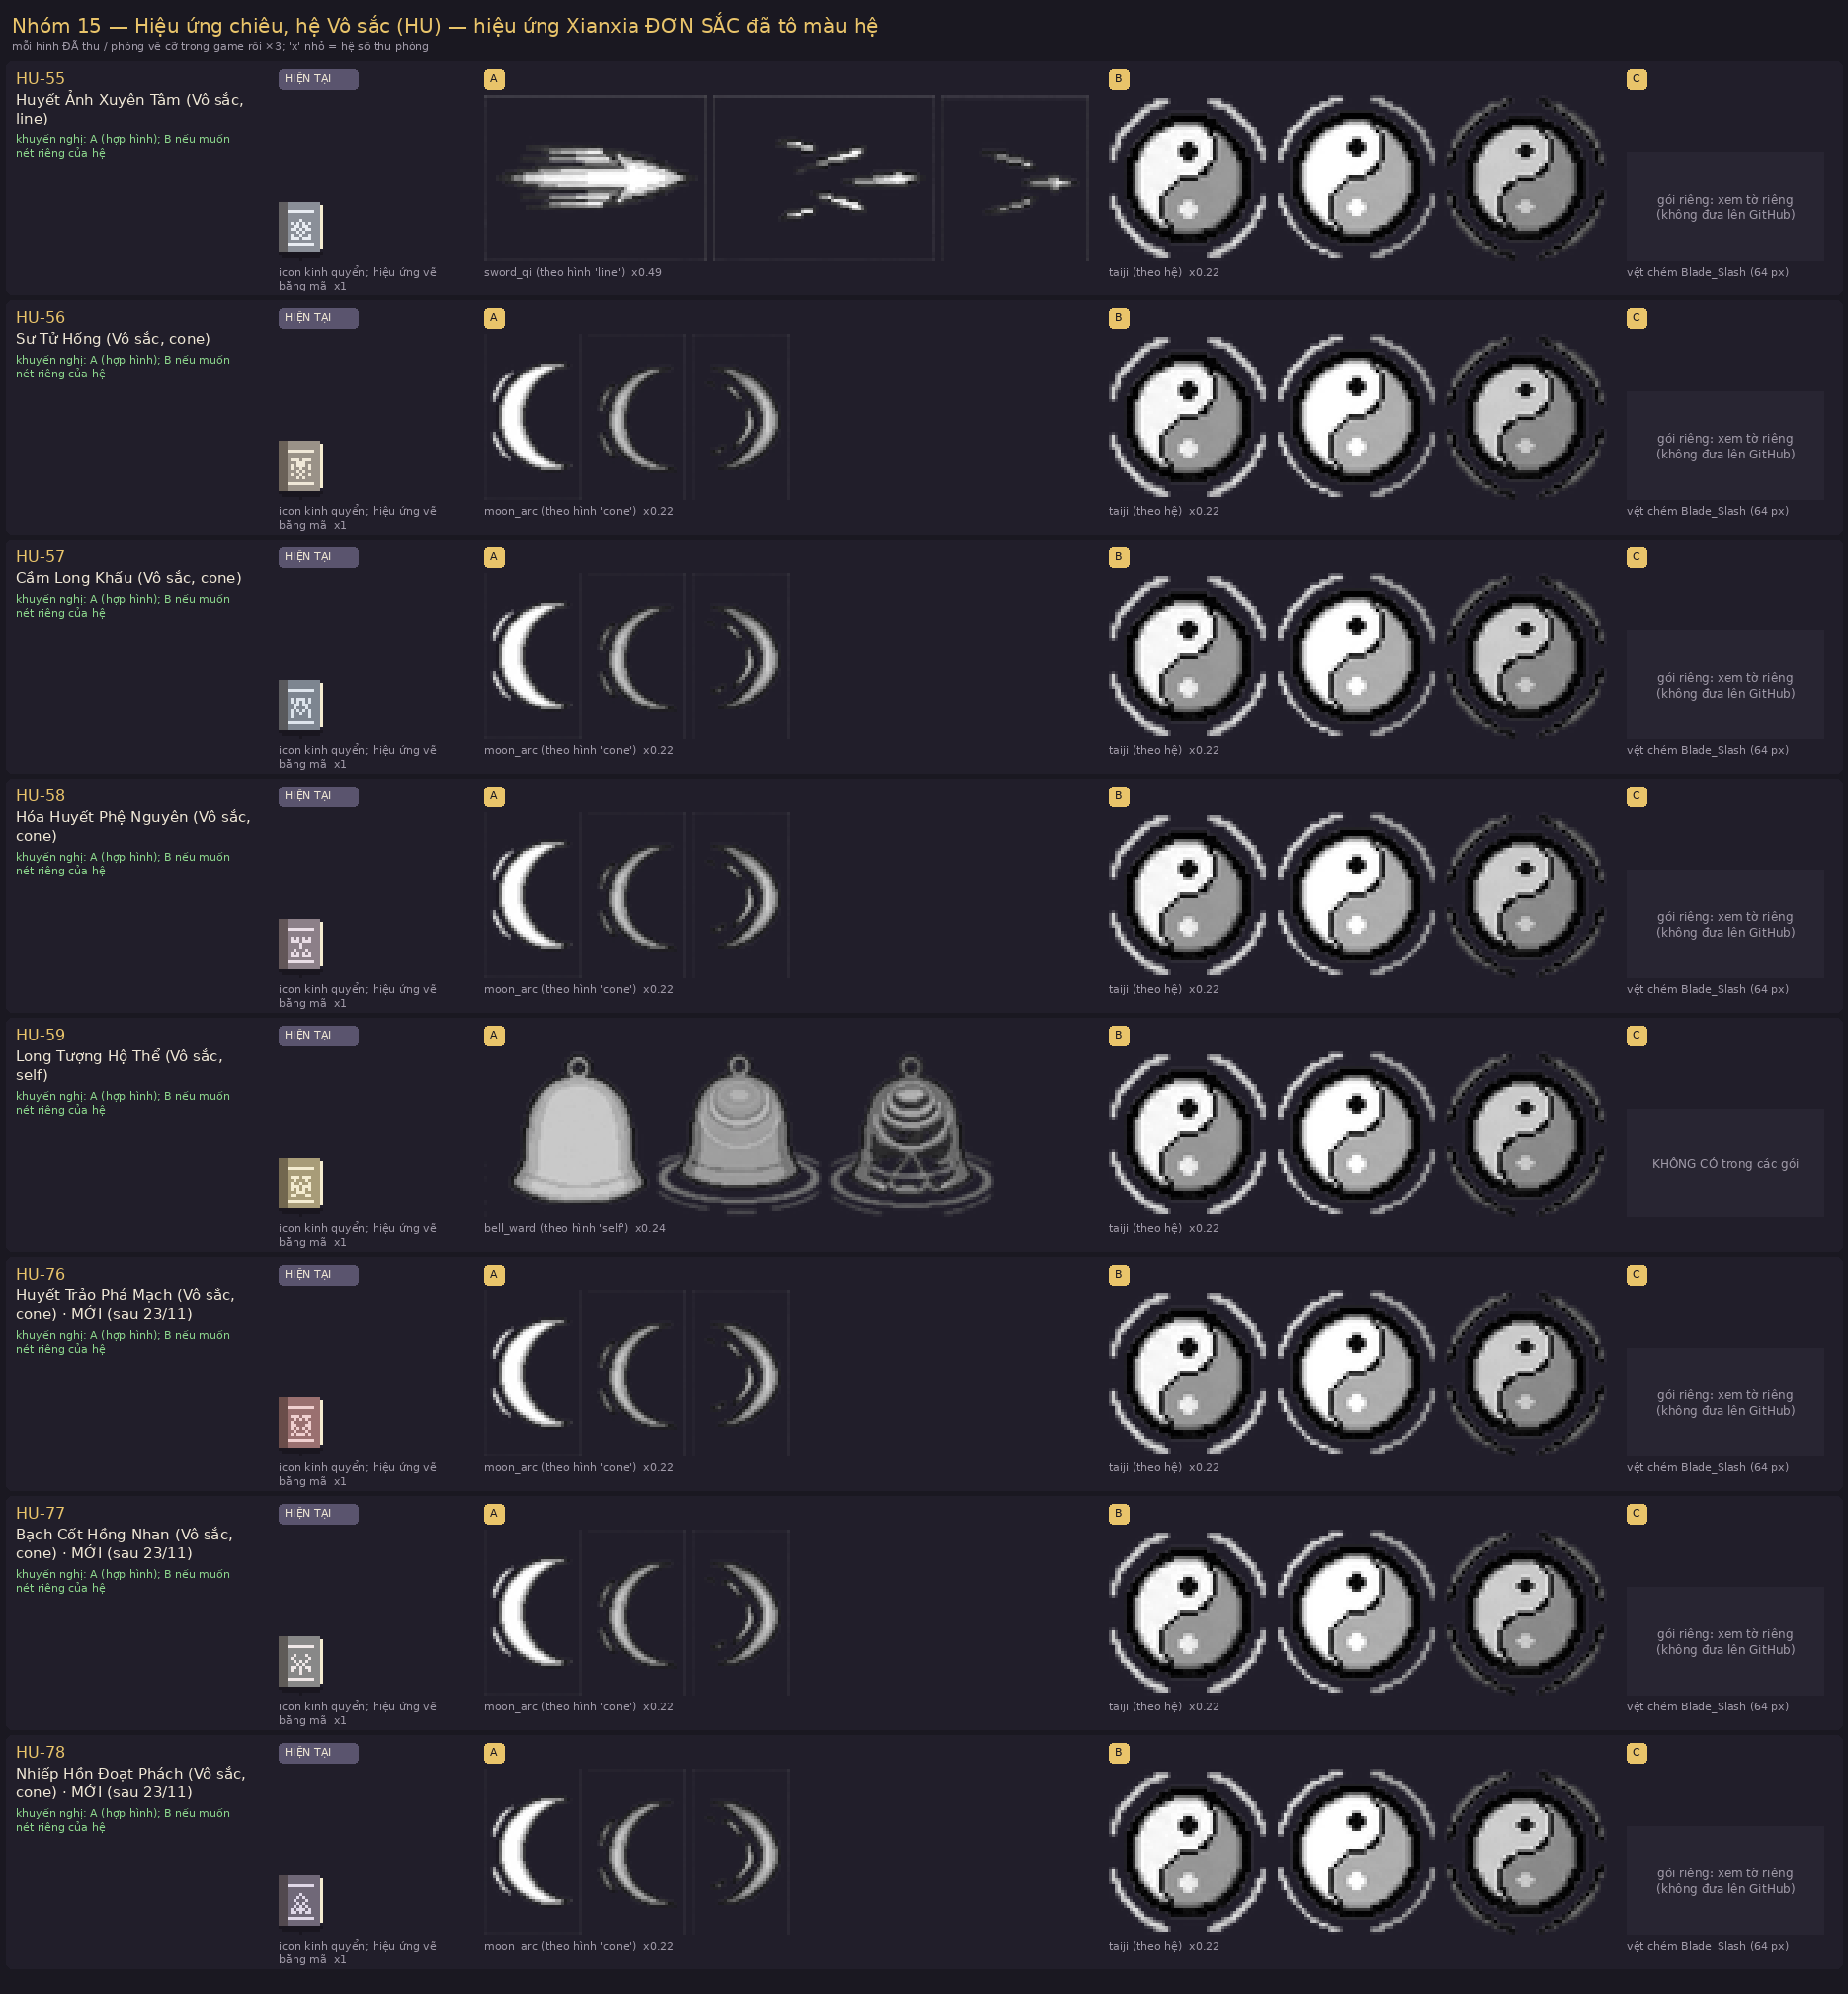 Nhóm 15 — Hiệu ứng chiêu, hệ Vô sắc (HU) — hiệu ứng Xianxia ĐƠN SẮC đã tô màu hệ
mỗi hình ĐÃ thu / phóng về cỡ trong game rồi ×3; 'x' nhỏ = hệ số thu phóng
HU-55
Huyết Ảnh Xuyên Tâm (Vô sắc,
line)
khuyến nghị: A (hợp hình); B nếu muốn
nét riêng của hệ
HIỆN TẠI
icon kinh quyển; hiệu ứng vẽ
bằng mã x1
A
sword_qi (theo hình 'line') x0.49
B
taiji (theo hệ) x0.22
C
gói riêng: xem tờ riêng
(không đưa lên GitHub)
vệt chém Blade_Slash (64 px)
HU-56
Sư Tử Hống (Vô sắc, cone)
khuyến nghị: A (hợp hình); B nếu muốn
nét riêng của hệ
HIỆN TẠI
icon kinh quyển; hiệu ứng vẽ
bằng mã x1
A
moon_arc (theo hình 'cone') x0.22
B
taiji (theo hệ) x0.22
C
gói riêng: xem tờ riêng
(không đưa lên GitHub)
vệt chém Blade_Slash (64 px)
HU-57
Cầm Long Khấu (Vô sắc, cone)
khuyến nghị: A (hợp hình); B nếu muốn
nét riêng của hệ
HIỆN TẠI
icon kinh quyển; hiệu ứng vẽ
bằng mã x1
A
moon_arc (theo hình 'cone') x0.22
B
taiji (theo hệ) x0.22
C
gói riêng: xem tờ riêng
(không đưa lên GitHub)
vệt chém Blade_Slash (64 px)
HU-58
Hóa Huyết Phệ Nguyên (Vô sắc,
cone)
khuyến nghị: A (hợp hình); B nếu muốn
nét riêng của hệ
HIỆN TẠI
icon kinh quyển; hiệu ứng vẽ
bằng mã x1
A
moon_arc (theo hình 'cone') x0.22
B
taiji (theo hệ) x0.22
C
gói riêng: xem tờ riêng
(không đưa lên GitHub)
vệt chém Blade_Slash (64 px)
HU-59
Long Tượng Hộ Thể (Vô sắc,
self)
khuyến nghị: A (hợp hình); B nếu muốn
nét riêng của hệ
HIỆN TẠI
icon kinh quyển; hiệu ứng vẽ
bằng mã x1
A
bell_ward (theo hình 'self') x0.24
B
taiji (theo hệ) x0.22
C
KHÔNG CÓ trong các gói
HU-76
Huyết Trảo Phá Mạch (Vô sắc,
cone) · MỚI (sau 23/11)
khuyến nghị: A (hợp hình); B nếu muốn
nét riêng của hệ
HIỆN TẠI
icon kinh quyển; hiệu ứng vẽ
bằng mã x1
A
moon_arc (theo hình 'cone') x0.22
B
taiji (theo hệ) x0.22
C
gói riêng: xem tờ riêng
(không đưa lên GitHub)
vệt chém Blade_Slash (64 px)
HU-77
Bạch Cốt Hồng Nhan (Vô sắc,
cone) · MỚI (sau 23/11)
khuyến nghị: A (hợp hình); B nếu muốn
nét riêng của hệ
HIỆN TẠI
icon kinh quyển; hiệu ứng vẽ
bằng mã x1
A
moon_arc (theo hình 'cone') x0.22
B
taiji (theo hệ) x0.22
C
gói riêng: xem tờ riêng
(không đưa lên GitHub)
vệt chém Blade_Slash (64 px)
HU-78
Nhiếp Hồn Đoạt Phách (Vô sắc,
cone) · MỚI (sau 23/11)
khuyến nghị: A (hợp hình); B nếu muốn
nét riêng của hệ
HIỆN TẠI
icon kinh quyển; hiệu ứng vẽ
bằng mã x1
A
moon_arc (theo hình 'cone') x0.22
B
taiji (theo hệ) x0.22
C
gói riêng: xem tờ riêng
(không đưa lên GitHub)
vệt chém Blade_Slash (64 px)